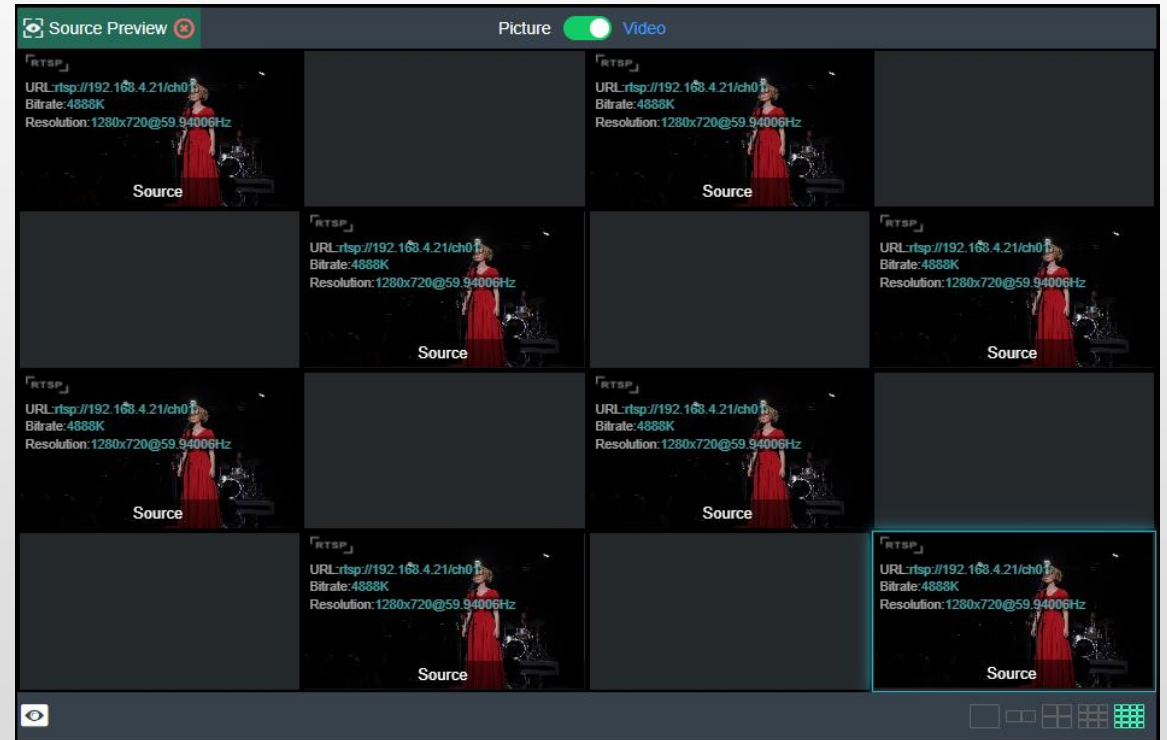 Source Preview
Picture Video
RTSP
URL:rtsp://192.168.4.21/ch01
Bitrate:4888K
Resolution:1280x720@59.94006Hz
Source
RTSP
URL:rtsp://192.168.4.21/ch01
Bitrate:4888K
Resolution:1280x720@59.94006Hz
Source
RTSP
URL:rtsp://192.168.4.21/ch01
Bitrate:4888K
Resolution:1280x720@59.94006Hz
Source
RTSP
URL:rtsp://192.168.4.21/ch01
Bitrate:4888K
Resolution:1280x720@59.94006Hz
Source
RTSP
URL:rtsp://192.168.4.21/ch01
Bitrate:4888K
Resolution:1280x720@59.94006Hz
Source
RTSP
URL:rtsp://192.168.4.21/ch01
Bitrate:4888K
Resolution:1280x720@59.94006Hz
Source
RTSP
URL:rtsp://192.168.4.21/ch01
Bitrate:4888K
Resolution:1280x720@59.94006Hz
Source
RTSP
URL:rtsp://192.168.4.21/ch01
Bitrate:4888K
Resolution:1280x720@59.94006Hz
Source